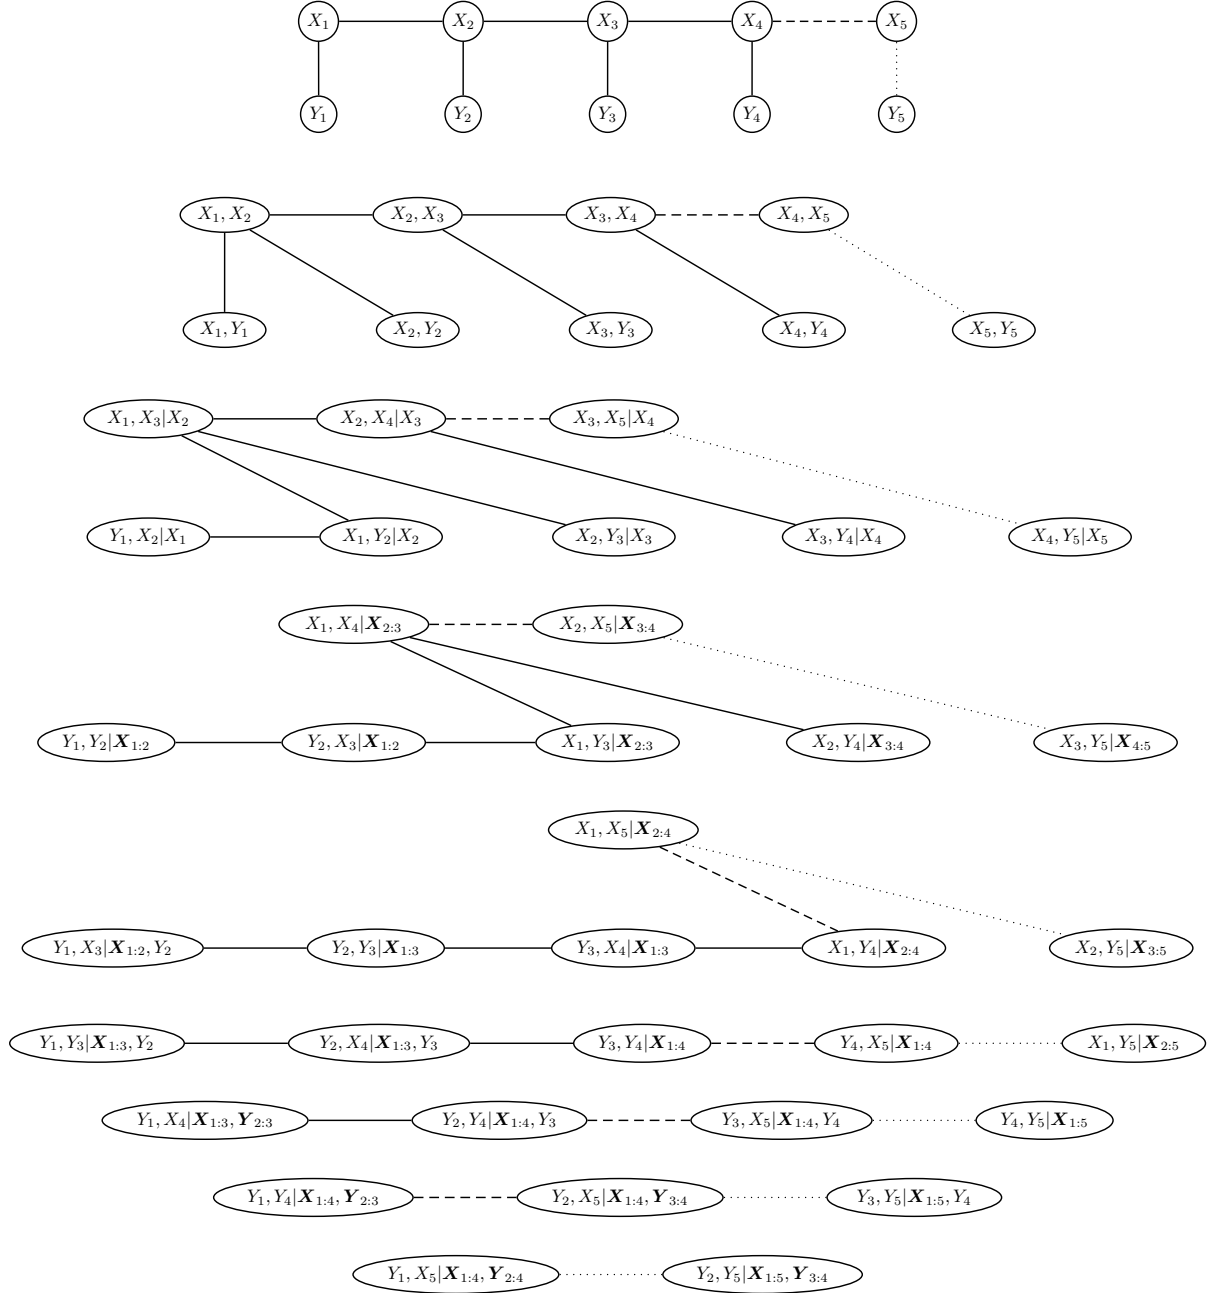 X₁ X₂ X₃ X₄ X₅
Y₁ Y₂ Y₃ Y₄ Y₅
X₁, X₂ X₂, X₃ X₃, X₄ X₄, X₅
X₁, Y₁ X₂, Y₂ X₃, Y₃ X₄, Y₄ X₅, Y₅
X₁, X₃|X₂ X₂, X₄|X₃ X₃, X₅|X₄
Y₁, X₂|X₁ X₁, Y₂|X₂ X₂, Y₃|X₃ X₃, Y₄|X₄ X₄, Y₅|X₅
X₁, X₄|X₂:₃ X₂, X₅|X₃:₄
Y₁, Y₂|X₁:₂ Y₂, X₃|X₁:₂ X₁, Y₃|X₂:₃ X₂, Y₄|X₃:₄ X₃, Y₅|X₄:₅
X₁, X₅|X₂:₄
Y₁, X₃|X₁:₂, Y₂ Y₂, Y₃|X₁:₃ Y₃, X₄|X₁:₃ X₁, Y₄|X₂:₄ X₂, Y₅|X₃:₅
Y₁, Y₃|X₁:₃, Y₂ Y₂, X₄|X₁:₃, Y₃ Y₃, Y₄|X₁:₄ Y₄, X₅|X₁:₄ X₁, Y₅|X₂:₅
Y₁, X₄|X₁:₃, Y₂:₃ Y₂, Y₄|X₁:₄, Y₃ Y₃, X₅|X₁:₄, Y₄ Y₄, Y₅|X₁:₅
Y₁, Y₄|X₁:₄, Y₂:₃ Y₂, X₅|X₁:₄, Y₃:₄ Y₃, Y₅|X₁:₅, Y₄
Y₁, X₅|X₁:₄, Y₂:₄ Y₂, Y₅|X₁:₅, Y₃:₄